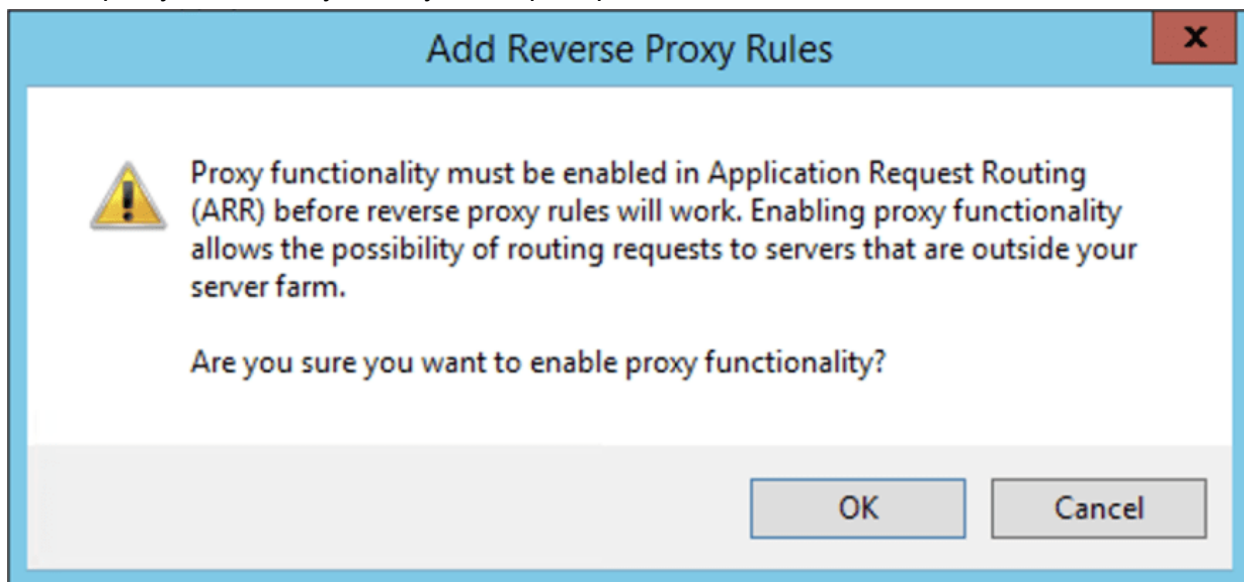 Add Reverse Proxy Rules
x
Proxy functionality must be enabled in Application Request Routing
(ARR) before reverse proxy rules will work. Enabling proxy functionality
allows the possibility of routing requests to servers that are outside your
server farm.
Are you sure you want to enable proxy functionality?
OK
Cancel